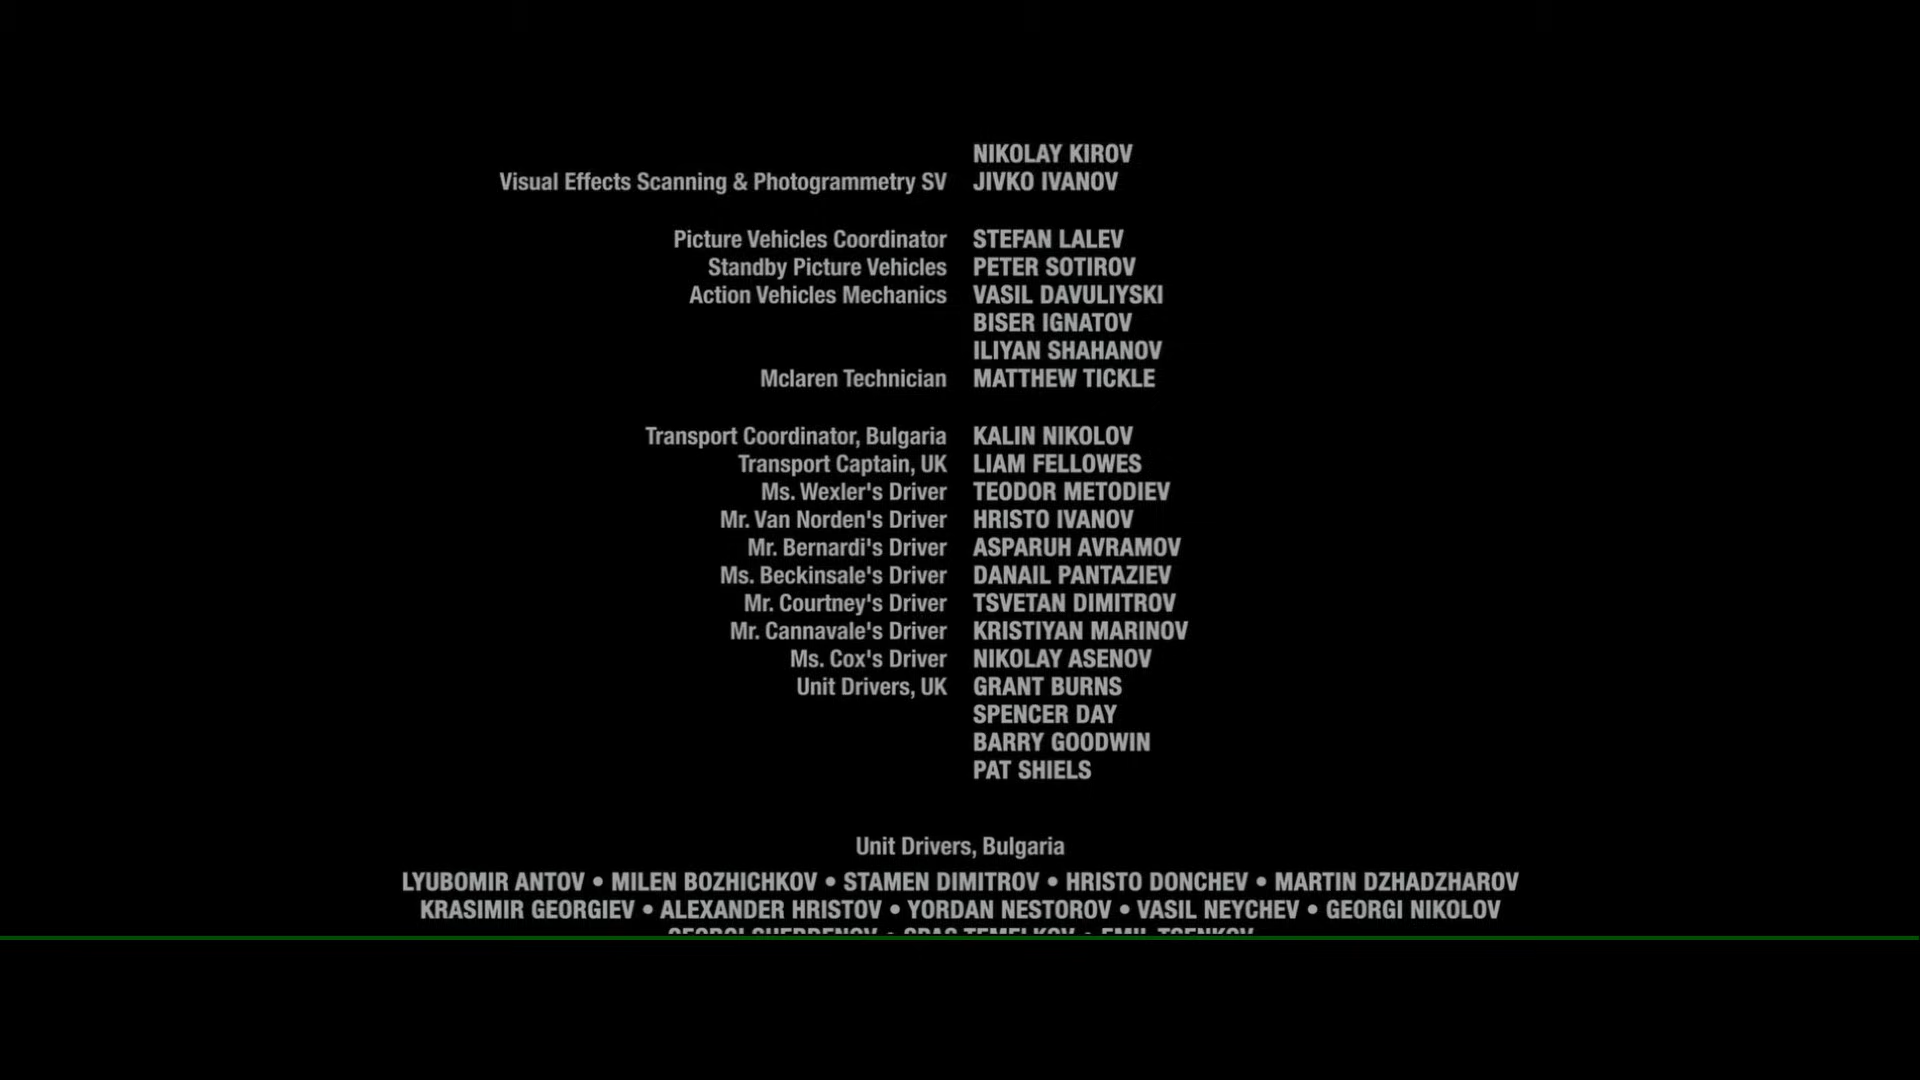 NIKOLAY KIROV
Visual Effects Scanning & Photogrammetry SV JIVKO IVANOV
Picture Vehicles Coordinator STEFAN LALEV
Standby Picture Vehicles PETER SOTIROV
Action Vehicles Mechanics VASIL DAVULIYSKI
BISER IGNATOV
ILIYAN SHAHANOV
Mclaren Technician MATTHEW TICKLE
Transport Coordinator, Bulgaria KALIN NIKOLOV
Transport Captain, UK LIAM FELLOWES
Ms. Wexler's Driver TEODOR METODIEV
Mr. Van Norden's Driver HRISTO IVANOV
Mr. Bernardi's Driver ASPARUH AVRAMOV
Ms. Beckinsale's Driver DANAIL PANTAZIEV
Mr. Courtney's Driver TSVETAN DIMITROV
Mr. Cannavale's Driver KRISTIYAN MARINOV
Ms. Cox's Driver NIKOLAY ASENOV
Unit Drivers, UK GRANT BURNS
SPENCER DAY
BARRY GOODWIN
PAT SHIELS
Unit Drivers, Bulgaria
LYUBOMIR ANTOV • MILEN BOZHICHKOV • STAMEN DIMITROV • HRISTO DONCHEV • MARTIN DZHADZHAROV
KRASIMIR GEORGIEV • ALEXANDER HRISTOV • YORDAN NESTOROV • VASIL NEYCHEV • GEORGI NIKOLOV